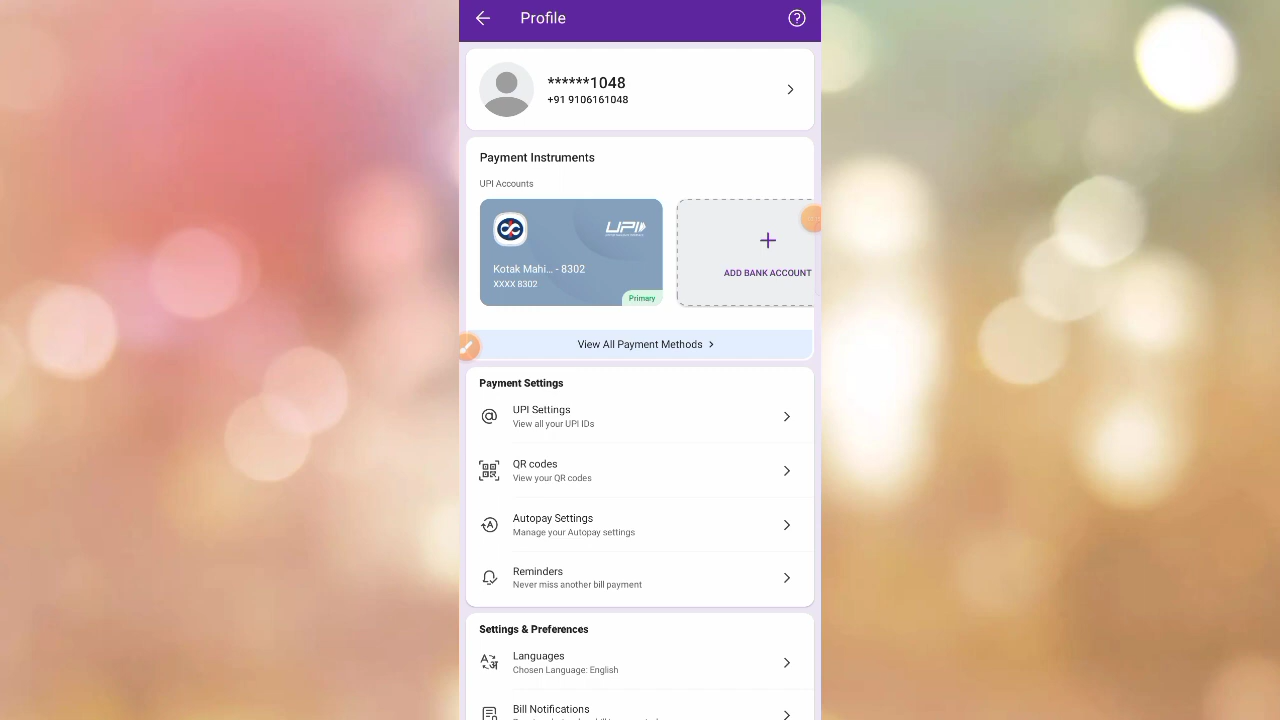 Profile
******1048
+91 9106161048
Payment Instruments
UPI Accounts
UPI
Kotak Mahi... - 8302
XXXX 8302
Primary
ADD BANK ACCOUNT
View All Payment Methods
Payment Settings
UPI Settings
View all your UPI IDs
QR codes
View your QR codes
Autopay Settings
Manage your Autopay settings
Reminders
Never miss another bill payment
Settings & Preferences
Languages
Chosen Language: English
Bill Notifications